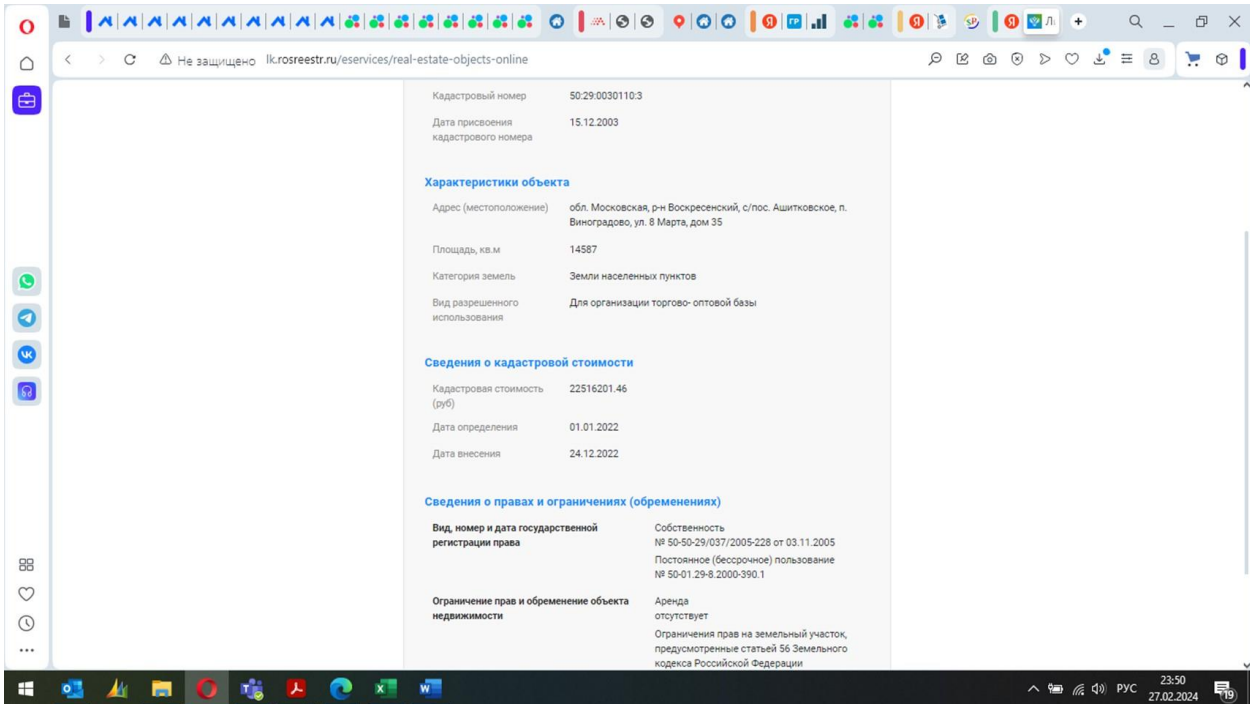 Не защищено lk.rosreestr.ru/eservices/real-estate-objects-online
Кадастровый номер 50:29:0030110:3
Дата присвоения 15.12.2003
кадастрового номера
Характеристики объекта
Адрес (местоположение) обл. Московская, р-н Воскресенский, с/пос. Ашитковское, п.
Виноградово, ул. 8 Марта, дом 35
Площадь, кв.м 14587
Категория земель Земли населенных пунктов
Вид разрешенного Для организации торгово- оптовой базы
использования
Сведения о кадастровой стоимости
Кадастровая стоимость 22516201.46
(руб)
Дата определения 01.01.2022
Дата внесения 24.12.2022
Сведения о правах и ограничениях (обременениях)
Вид, номер и дата государственной Собственность
регистрации права № 50-50-29/037/2005-228 от 03.11.2005
Постоянное (бессрочное) пользование
№ 50-01.29-8.2000-390.1
Ограничение прав и обременение объекта Аренда
недвижимости отсутствует
Ограничения прав на земельный участок,
предусмотренные статьей 56 Земельного
кодекса Российской Федерации
РУС 23:50
27.02.2024 19